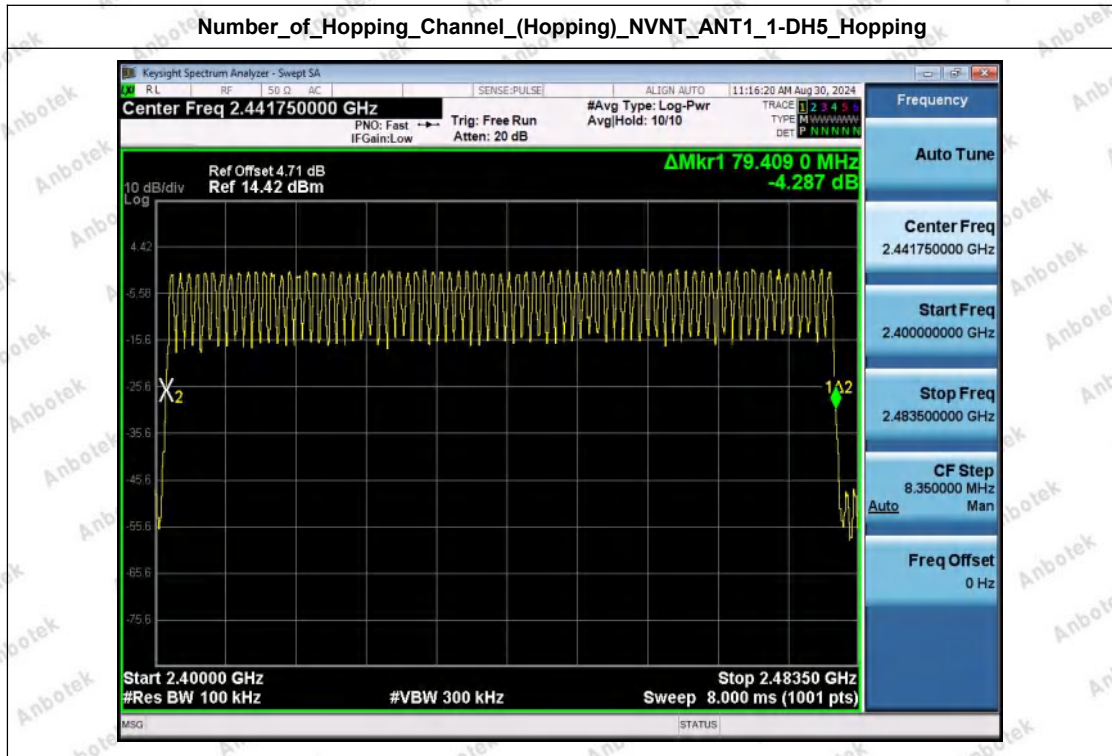 Number_of_Hopping_Channel_(Hopping)_NVNT_ANT1_1-DH5_Hopping
Keysight Spectrum Analyzer - Swept SA
RL RF 50 Ω AC SENSE:PULSE ALIGN AUTO 11:16:20 AM Aug 30, 2024
Center Freq 2.441750000 GHz
PNO: Fast
IFGain:Low
Trig: Free Run
Atten: 20 dB
#Avg Type: Log-Pwr
Avg|Hold: 10/10
TRACE 1 2 3 4 5 6
TYPE M WWWWW
DET P N N N N N
ΔMkr1 79.409 0 MHz
-4.287 dB
Ref Offset 4.71 dB
10 dB/div Ref 14.42 dBm
Log
4.42
-5.58
-15.6
-25.6
-35.6
-45.6
-55.6
-65.6
-75.6
X2
1Δ2
Start 2.40000 GHz Stop 2.48350 GHz
#Res BW 100 kHz #VBW 300 kHz Sweep 8.000 ms (1001 pts)
MSG STATUS
Frequency
Auto Tune
Center Freq
2.441750000 GHz
Start Freq
2.400000000 GHz
Stop Freq
2.483500000 GHz
CF Step
8.350000 MHz
Auto Man
Freq Offset
0 Hz
Anbotek